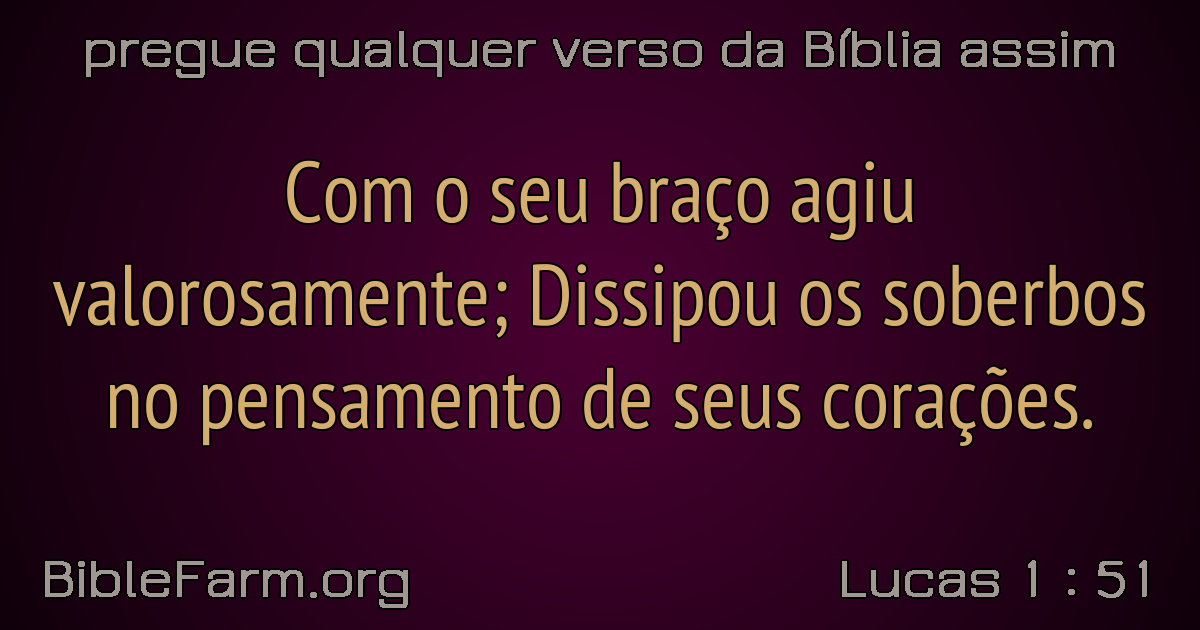 pregue qualquer verso da Bíblia assim
Com o seu braço agiu
valorosamente; Dissipou os soberbos
no pensamento de seus corações.
BibleFarm.org
Lucas 1 : 51